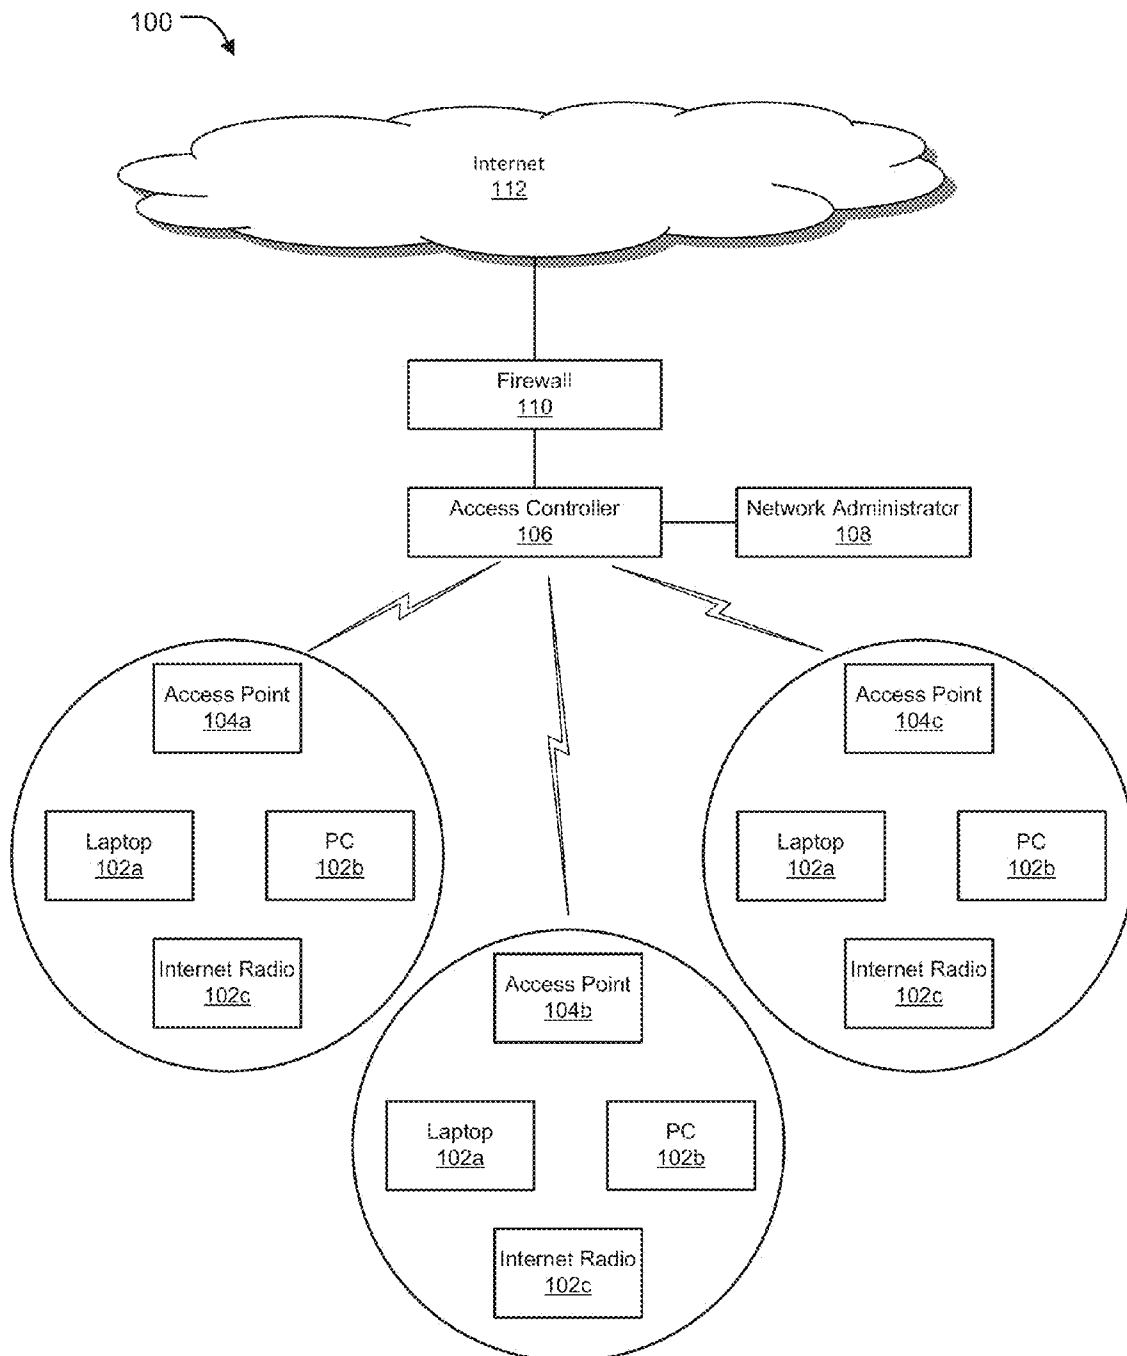 100
Internet
112
Firewall
110
Access Controller
106
Network Administrator
108
Access Point
104a
Laptop
102a
PC
102b
Internet Radio
102c
Access Point
104b
Laptop
102a
PC
102b
Internet Radio
102c
Access Point
104c
Laptop
102a
PC
102b
Internet Radio
102c